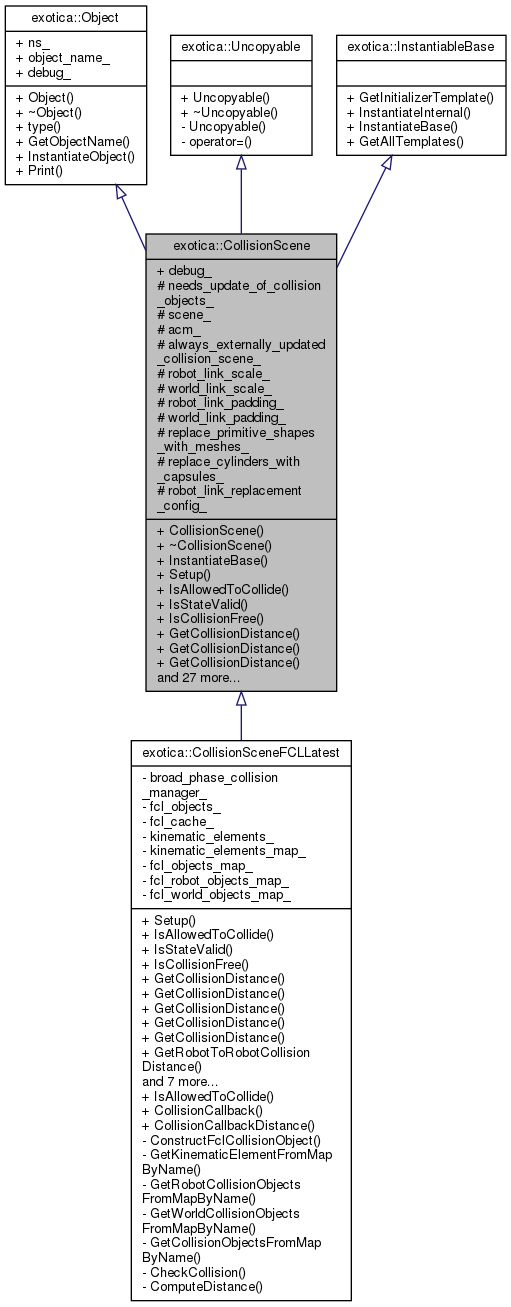 exotica::Object
+ ns_
+ object_name_
+ debug_
+ Object()
+ ~Object()
+ type()
+ GetObjectName()
+ InstantiateObject()
+ Print()
exotica::Uncopyable
+ Uncopyable()
+ ~Uncopyable()
- Uncopyable()
- operator=()
exotica::InstantiableBase
+ GetInitializerTemplate()
+ InstantiateInternal()
+ InstantiateBase()
+ GetAllTemplates()
exotica::CollisionScene
+ debug_
# needs_update_of_collision
_objects_
# scene_
# acm_
# always_externally_updated
_collision_scene_
# robot_link_scale_
# world_link_scale_
# robot_link_padding_
# world_link_padding_
# replace_primitive_shapes
_with_meshes_
# replace_cylinders_with
_capsules_
# robot_link_replacement
_config_
+ CollisionScene()
+ ~CollisionScene()
+ InstantiateBase()
+ Setup()
+ IsAllowedToCollide()
+ IsStateValid()
+ IsCollisionFree()
+ GetCollisionDistance()
+ GetCollisionDistance()
+ GetCollisionDistance()
and 27 more...
exotica::CollisionSceneFCLLatest
- broad_phase_collision
_manager_
- fcl_objects_
- fcl_cache_
- kinematic_elements_
- kinematic_elements_map_
- fcl_objects_map_
- fcl_robot_objects_map_
- fcl_world_objects_map_
+ Setup()
+ IsAllowedToCollide()
+ IsStateValid()
+ IsCollisionFree()
+ GetCollisionDistance()
+ GetCollisionDistance()
+ GetCollisionDistance()
+ GetCollisionDistance()
+ GetCollisionDistance()
+ GetRobotToRobotCollision
Distance()
and 7 more...
+ IsAllowedToCollide()
+ CollisionCallback()
+ CollisionCallbackDistance()
- ConstructFclCollisionObject()
- GetKinematicElementFromMap
ByName()
- GetRobotCollisionObjects
FromMapByName()
- GetWorldCollisionObjects
FromMapByName()
- GetCollisionObjectsFromMap
ByName()
- CheckCollision()
- ComputeDistance()